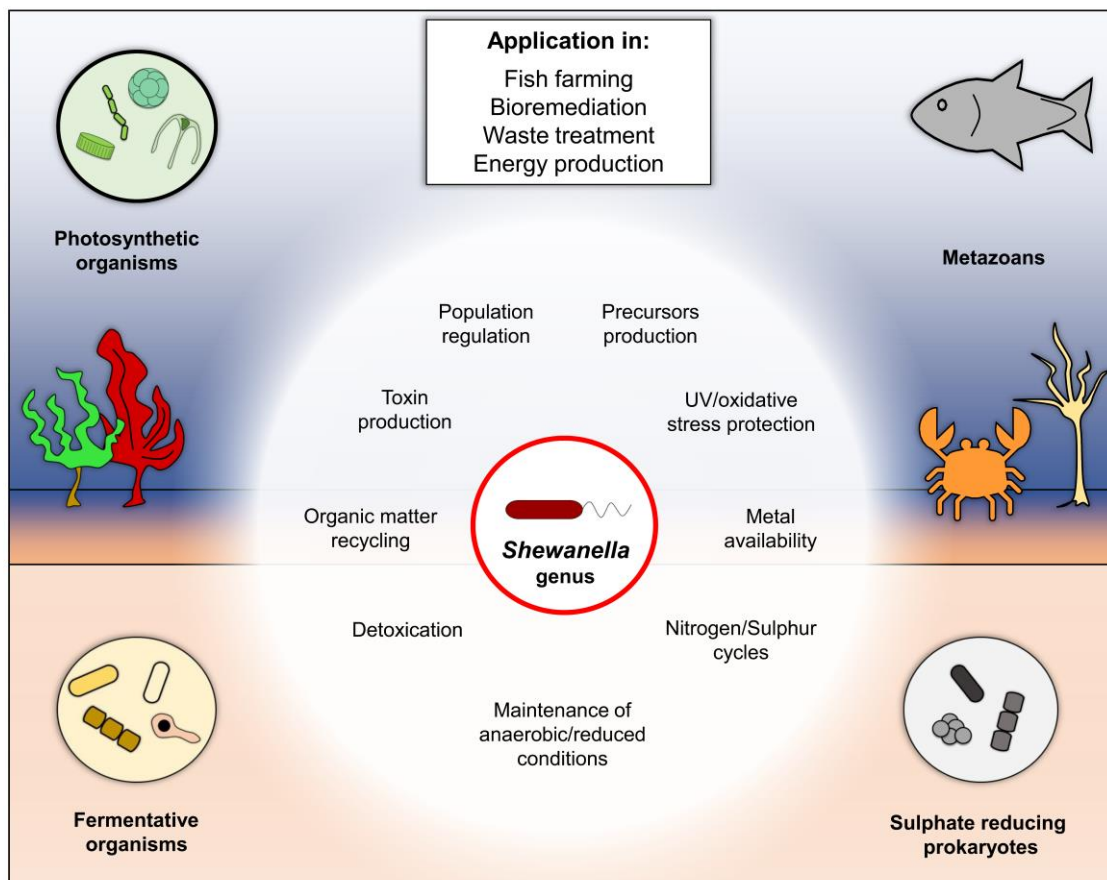 Application in:
Fish farming
Bioremediation
Waste treatment
Energy production
Photosynthetic
organisms
Metazoans
Population
regulation
Precursors
production
Toxin
production
UV/oxidative
stress protection
Organic matter
recycling
Shewanella
genus
Metal
availability
Detoxication
Nitrogen/Sulphur
cycles
Maintenance of
anaerobic/reduced
conditions
Fermentative
organisms
Sulphate reducing
prokaryotes